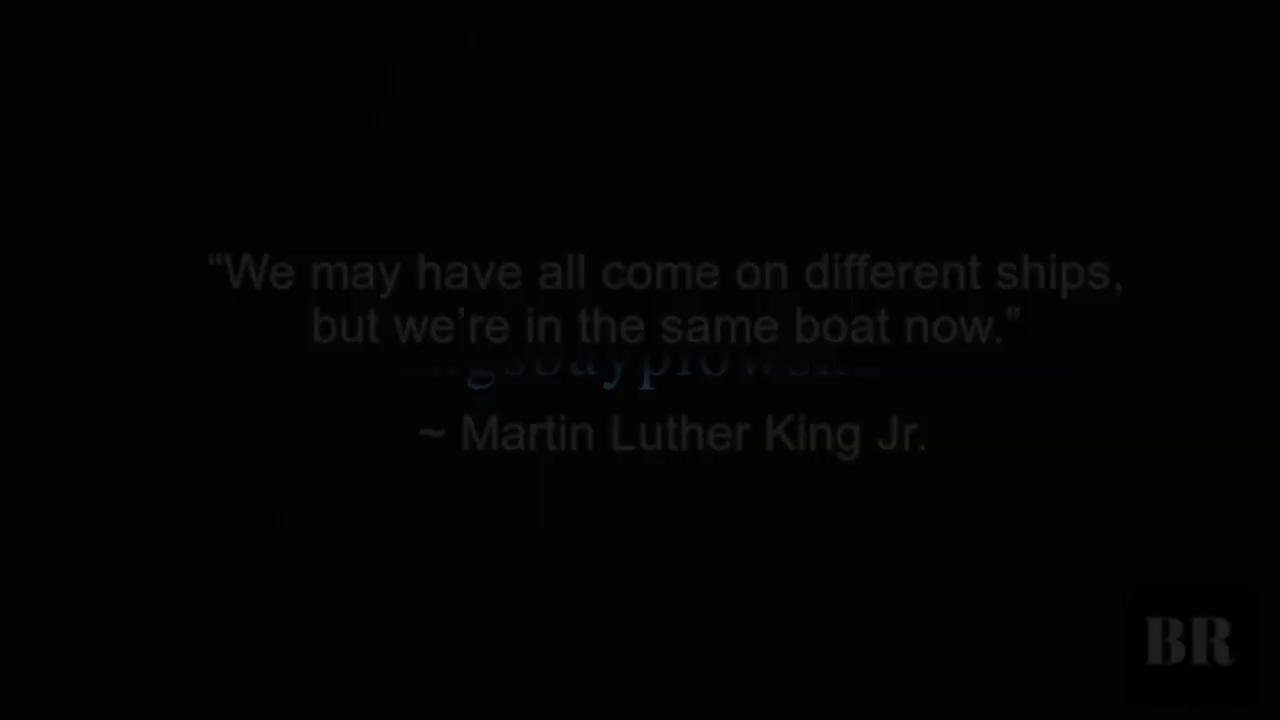 “We may have all come on different ships,
but we’re in the same boat now.”
~ Martin Luther King Jr.
BR